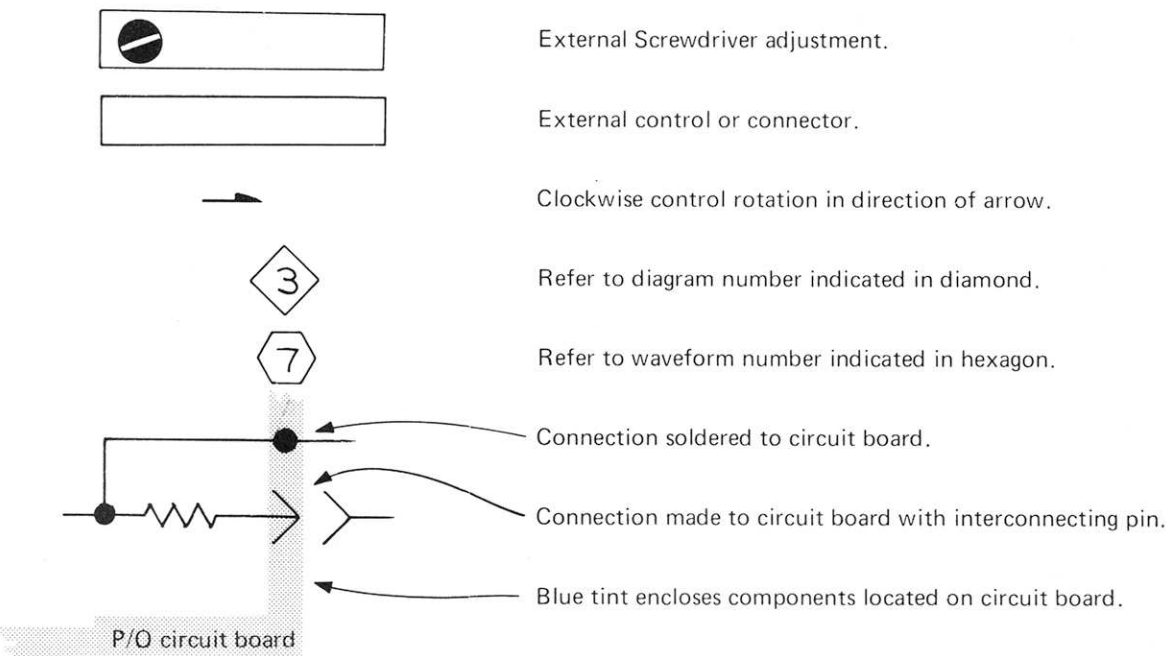 External Screwdriver adjustment.
External control or connector.
Clockwise control rotation in direction of arrow.
3
Refer to diagram number indicated in diamond.
7
Refer to waveform number indicated in hexagon.
Connection soldered to circuit board.
Connection made to circuit board with interconnecting pin.
Blue tint encloses components located on circuit board.
P/O circuit board